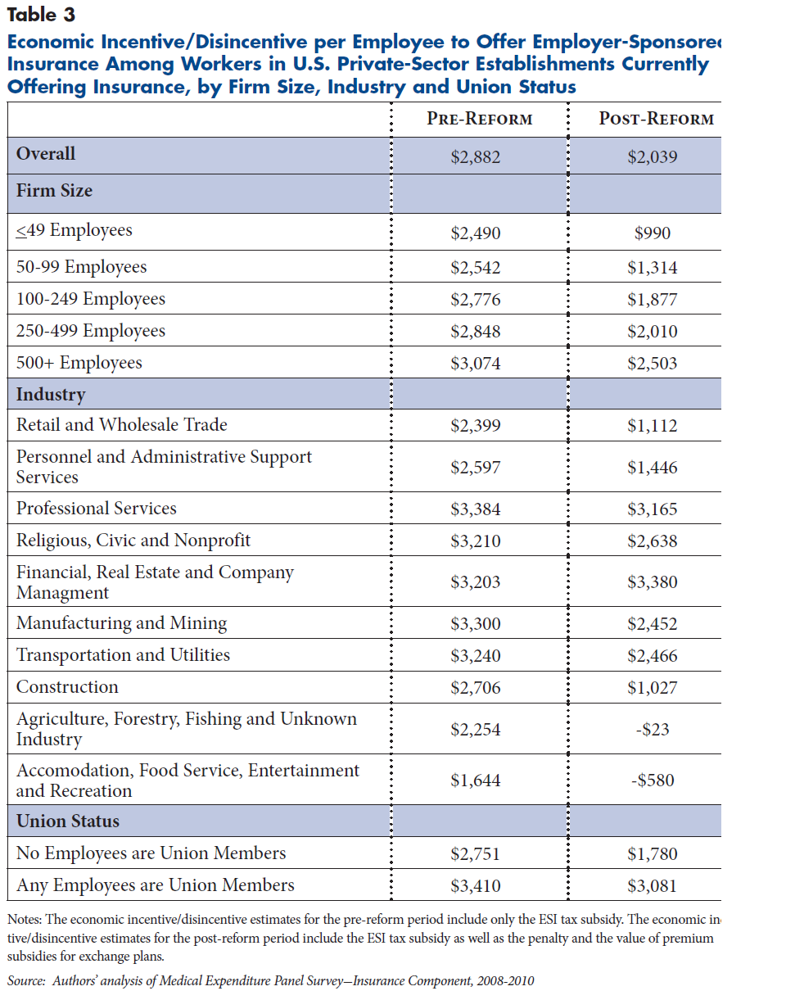 Table 3
Economic Incentive/Disincentive per Employee to Offer Employer-Sponsored
Insurance Among Workers in U.S. Private-Sector Establishments Currently
Offering Insurance, by Firm Size, Industry and Union Status
PRE-REFORM POST-REFORM
Overall $2,882 $2,039
Firm Size
≤49 Employees $2,490 $990
50-99 Employees $2,542 $1,314
100-249 Employees $2,776 $1,877
250-499 Employees $2,848 $2,010
500+ Employees $3,074 $2,503
Industry
Retail and Wholesale Trade $2,399 $1,112
Personnel and Administrative Support
Services $2,597 $1,446
Professional Services $3,384 $3,165
Religious, Civic and Nonprofit $3,210 $2,638
Financial, Real Estate and Company
Managment $3,203 $3,380
Manufacturing and Mining $3,300 $2,452
Transportation and Utilities $3,240 $2,466
Construction $2,706 $1,027
Agriculture, Forestry, Fishing and Unknown
Industry $2,254 -$23
Accomodation, Food Service, Entertainment
and Recreation $1,644 -$580
Union Status
No Employees are Union Members $2,751 $1,780
Any Employees are Union Members $3,410 $3,081
Notes: The economic incentive/disincentive estimates for the pre-reform period include only the ESI tax subsidy. The economic in
tive/disincentive estimates for the post-reform period include the ESI tax subsidy as well as the penalty and the value of premium
subsidies for exchange plans.
Source: Authors' analysis of Medical Expenditure Panel Survey—Insurance Component, 2008-2010